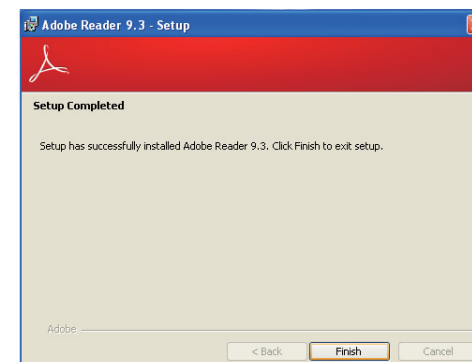 Adobe Reader 9.3 - Setup
Setup Completed
Setup has successfully installed Adobe Reader 9.3. Click Finish to exit setup.
Adobe
< Back Finish Cancel